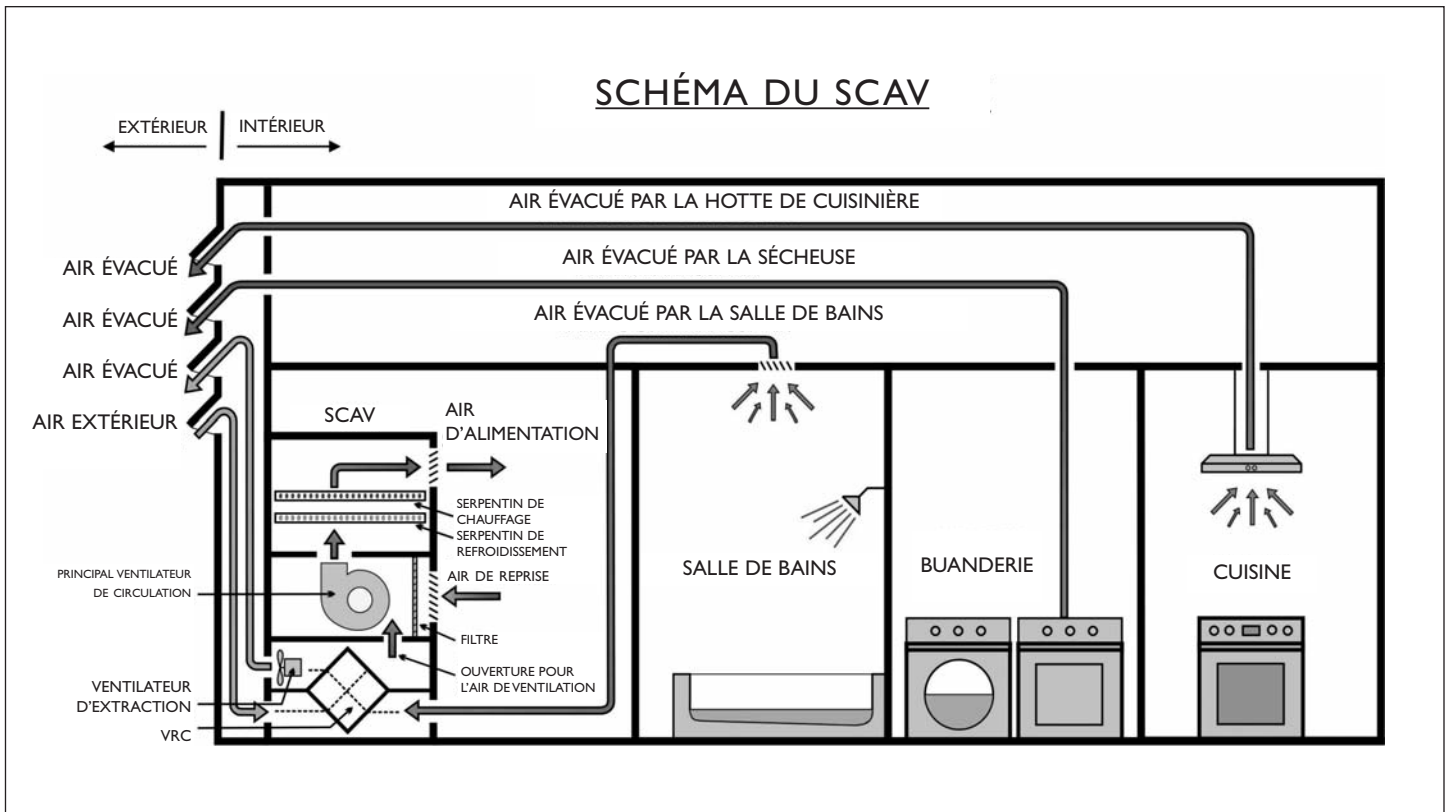 SCHÉMA DU SCAV
EXTÉRIEUR
INTÉRIEUR
AIR ÉVACUÉ PAR LA HOTTE DE CUISINIÈRE
AIR ÉVACUÉ
AIR ÉVACUÉ PAR LA SÉCHEUSE
AIR ÉVACUÉ
AIR ÉVACUÉ PAR LA SALLE DE BAINS
AIR ÉVACUÉ
AIR EXTÉRIEUR
SCAV
AIR
D'ALIMENTATION
SERPENTIN DE
CHAUFFAGE
SERPENTIN DE
REFROIDISSEMENT
PRINCIPAL VENTILATEUR
DE CIRCULATION
AIR DE REPRISE
FILTRE
OUVERTURE POUR
L'AIR DE VENTILATION
VENTILATEUR
D'EXTRACTION
VRC
SALLE DE BAINS
BUANDERIE
CUISINE